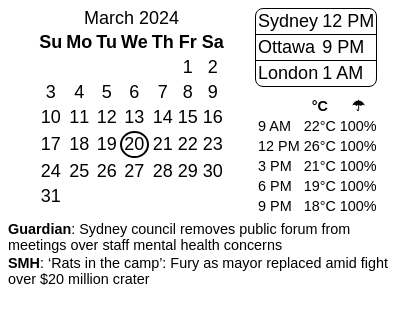 March 2024
Su Mo Tu We Th Fr Sa
1 2
3 4 5 6 7 8 9
10 11 12 13 14 15 16
17 18 19 20 21 22 23
24 25 26 27 28 29 30
31
Sydney 12 PM
Ottawa 9 PM
London 1 AM
°C ☂
9 AM 22°C 100%
12 PM 26°C 100%
3 PM 21°C 100%
6 PM 19°C 100%
9 PM 18°C 100%
Guardian: Sydney council removes public forum from
meetings over staff mental health concerns
SMH: ‘Rats in the camp’: Fury as mayor replaced amid fight
over $20 million crater